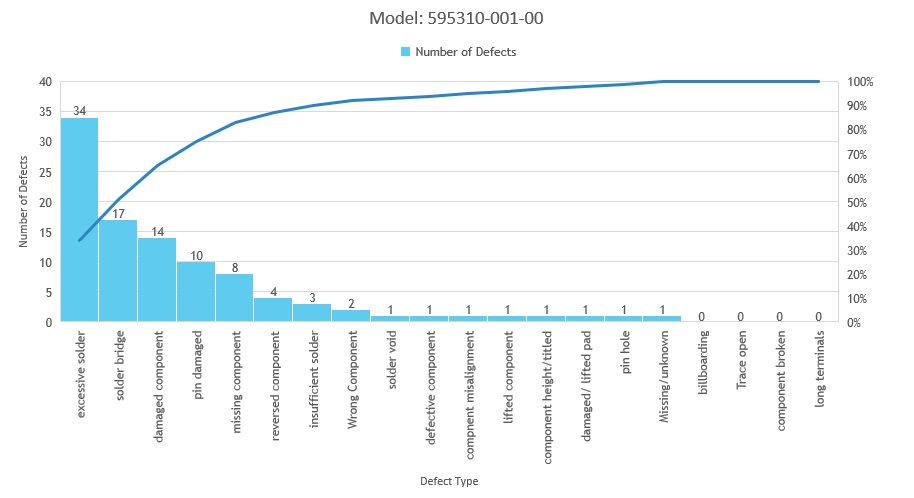 Model: 595310-001-00
Number of Defects
40
35
30
25
20
15
10
5
0
Number of Defects
34
17
14
10
8
4
3
2
1
1
1
1
1
1
1
1
0
0
0
0
100%
90%
80%
70%
60%
50%
40%
30%
20%
10%
0%
excessive solder
solder bridge
damaged component
pin damaged
missing component
reversed component
insufficient solder
Wrong Component
solder void
defective component
compnent misalignment
lifted component
component height/titled
damaged/ lifted pad
pin hole
Missing/unknown
billboarding
Trace open
component broken
long terminals
Defect Type